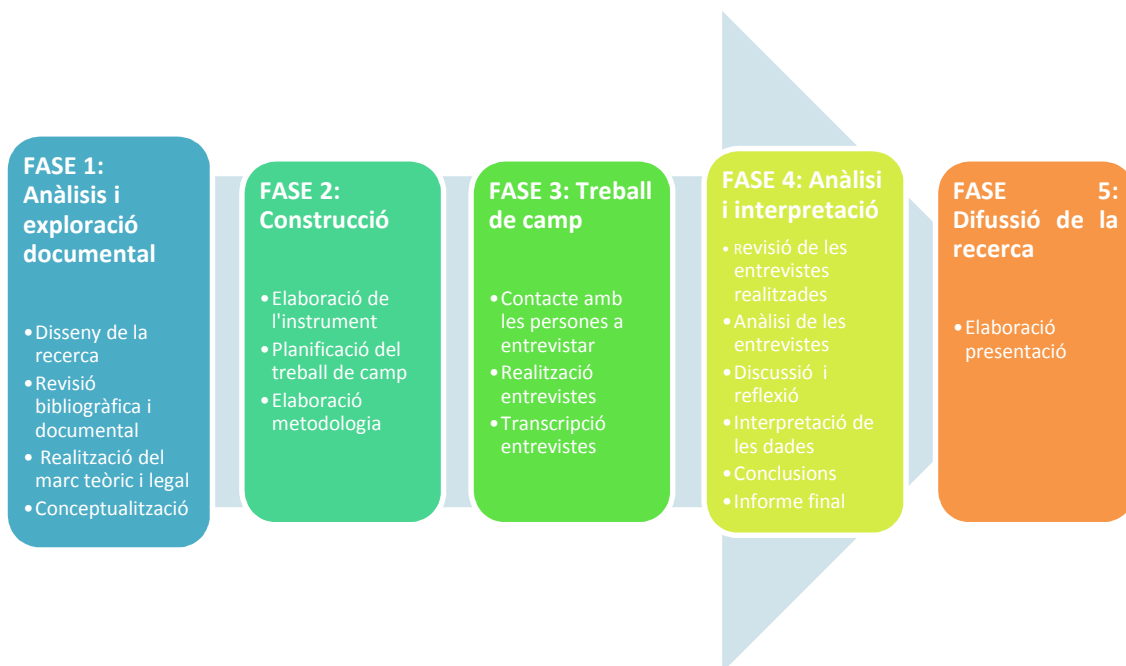 FASE 1:
Anàlisis i
exploració
documental
•Disseny de la
recerca
•Revisió
bibliogràfica i
documental
• Realització del
marc teòric i legal
•Conceptualització
FASE 2:
Construcció
•Elaboració de
l'instrument
•Planificació del
treball de camp
•Elaboració
metodologia
FASE 3: Treball
de camp
•Contacte amb
les persones a
entrevistar
•Realització
entrevistes
•Transcripció
entrevistes
FASE 4: Anàlisi
i interpretació
• Revisió de les
entrevistes
realitzades
•Anàlisi de les
entrevistes
•Discussió i
reflexió
•Interpretació de
les dades
•Conclusions
•Informe final
FASE 5:
Difussió de la
recerca
•Elaboració
presentació